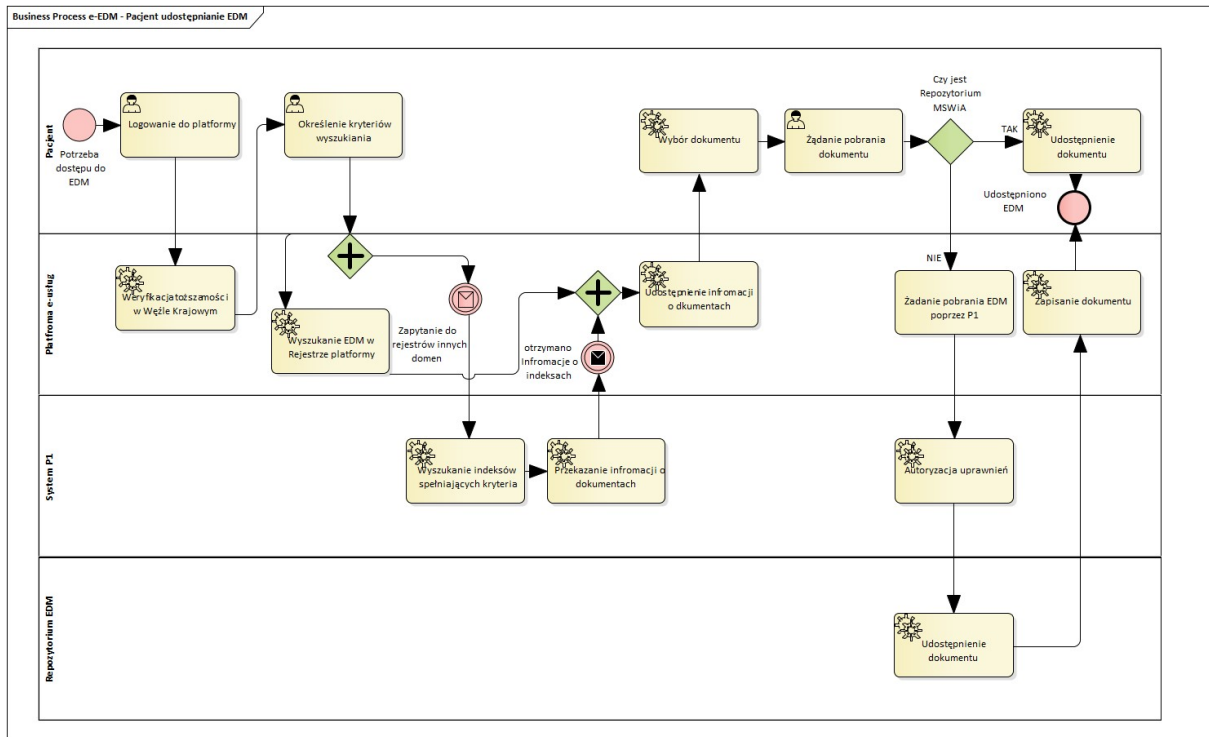 Business Process e-EDM - Pacjent udostępnianie EDM
Pacjent
Potrzeba
dostępu do
EDM
Logowanie do platformy
Określenie kryteriów
wyszukiania
Wybór dokumentu
Żądanie pobrania
dokumentu
Czy jest
Repozytorium
MSWiA
TAK
Udostępnienie
dokumentu
Udostępniono
EDM
NIE
Platfroma e-usług
Weryfikacja toższamości
w Węźle Krajowym
Wyszukanie EDM w
Rejestrze platformy
Zapytanie do
rejestrów innych
domen
otrzymano
Infromacje o
indeksach
Udostępnienie infromacji
o dkumentach
Żadanie pobrania EDM
poprzez P1
Zapisanie dokumentu
System P1
Wyszukanie indeksów
spełniających kryteria
Przekazanie infromacji o
dokumentach
Autoryzacja uprawnień
Repozytorium EDM
Udostępnienie
dokumentu